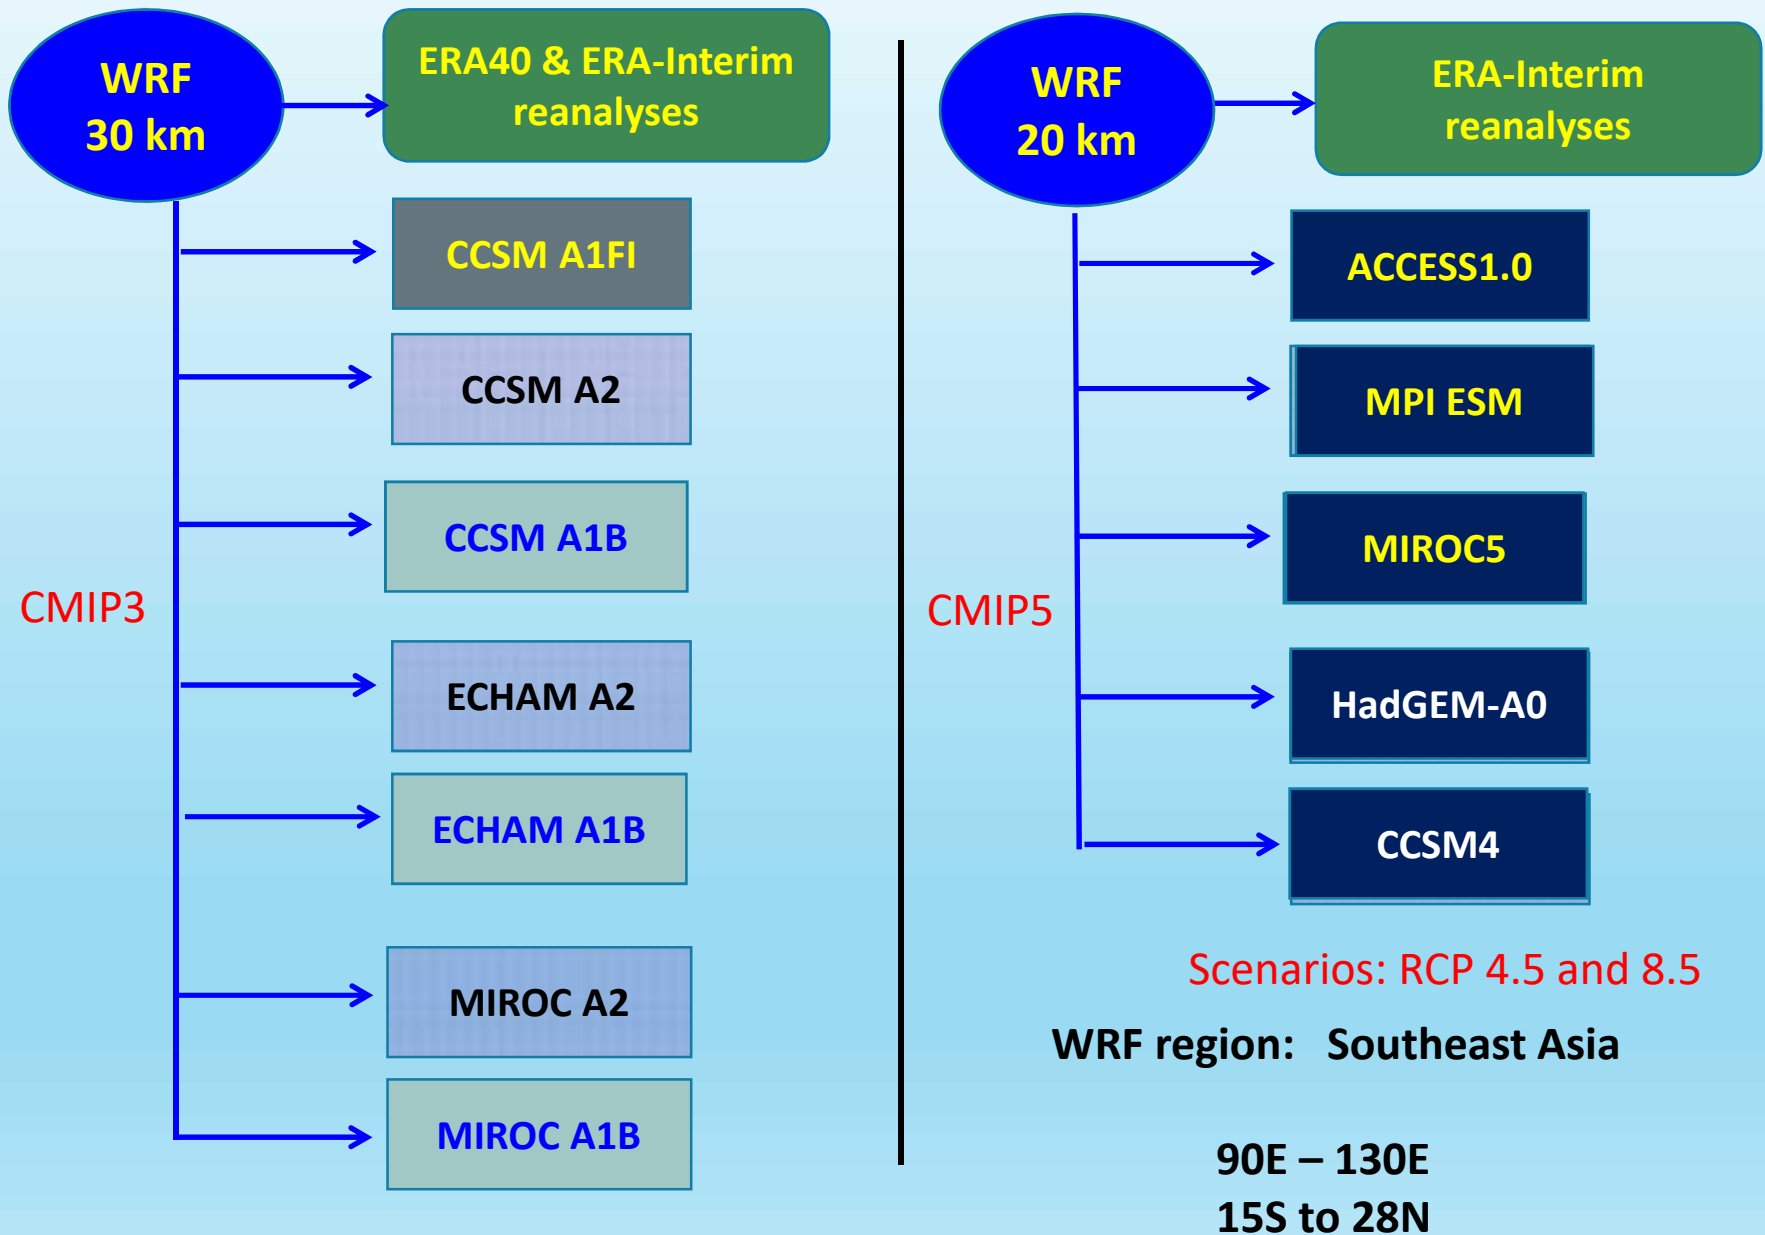 WRF
30 km
ERA40 & ERA-Interim
reanalyses
CCSM A1FI
CCSM A2
CCSM A1B
CMIP3
ECHAM A2
ECHAM A1B
MIROC A2
MIROC A1B
WRF
20 km
ERA-Interim
reanalyses
ACCESS1.0
MPI ESM
MIROC5
CMIP5
HadGEM-A0
CCSM4
Scenarios: RCP 4.5 and 8.5
WRF region: Southeast Asia
90E – 130E
15S to 28N